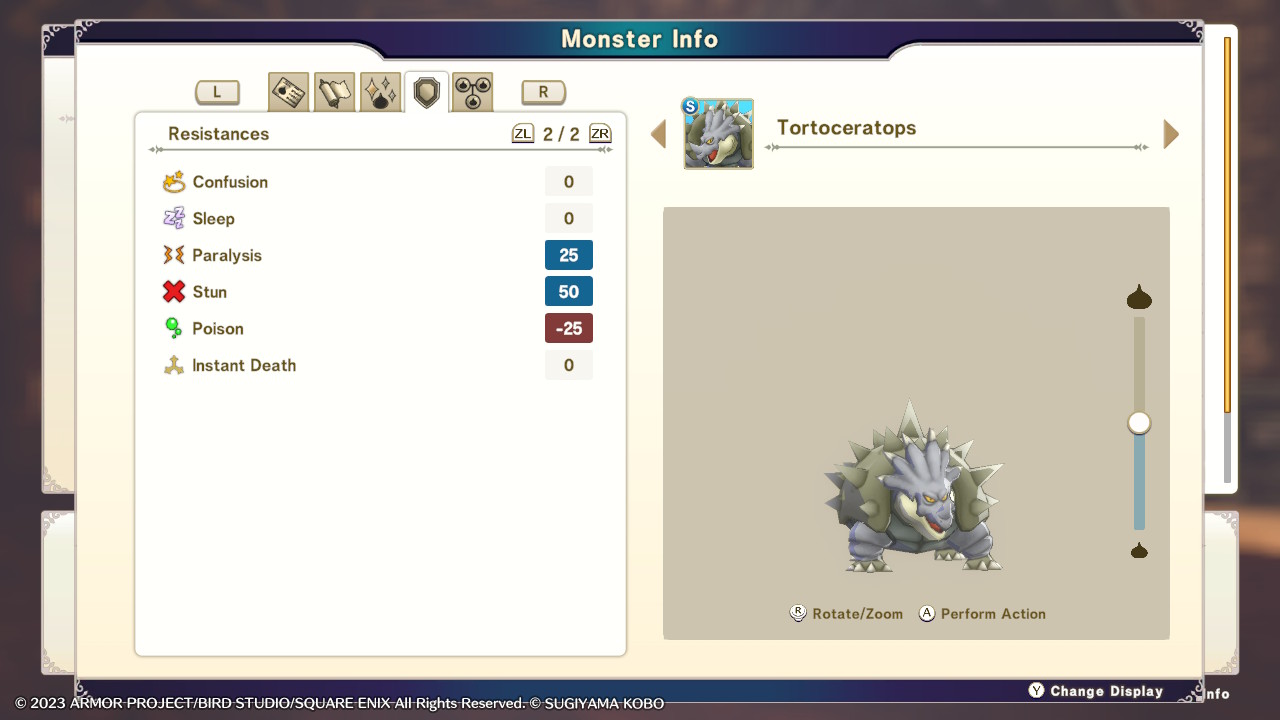 Monster Info
L
R
Resistances
ZL 2 / 2 ZR
Confusion 0
Sleep 0
Paralysis 25
Stun 50
Poison -25
Instant Death 0
S
Tortoceratops
R Rotate/Zoom A Perform Action
Y Change Display
Info
© 2023 ARMOR PROJECT/BIRD STUDIO/SQUARE ENIX All Rights Reserved. © SUGIYAMA KOBO